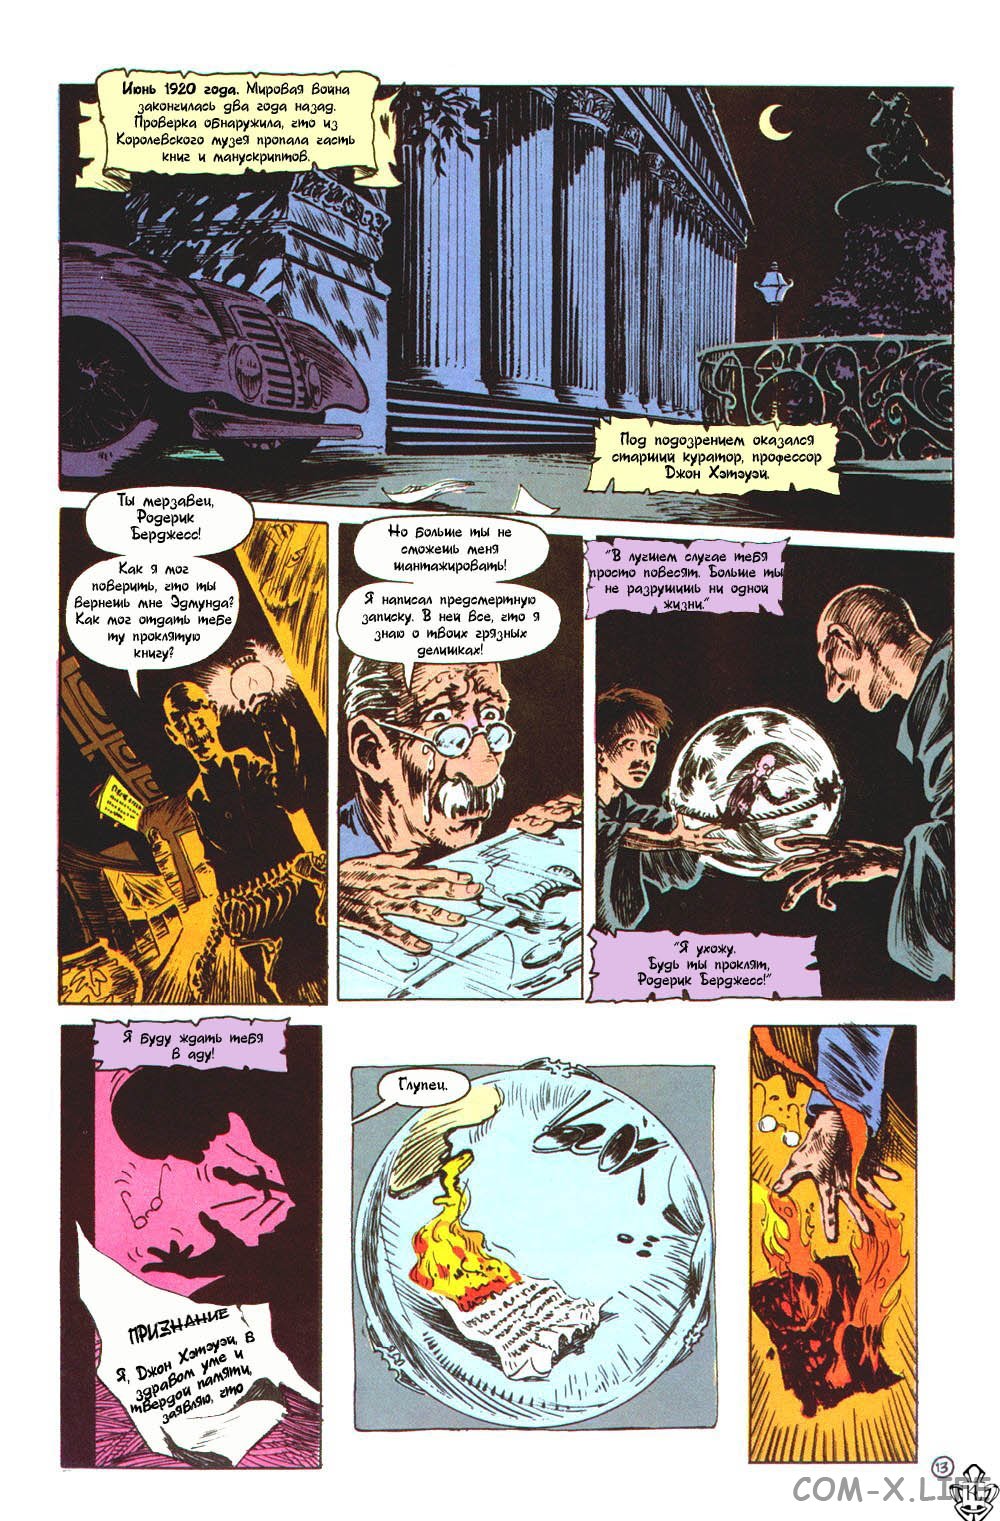 Июнь 1920 года. Мировая война
закончилась два года назад.
Проверка обнаружила, что из
Королевского музея пропала часть
книг и манускриптов.
Под подозрением оказался
старший куратор, профессор
Джон Хэтэуэй.
Ты мерзавец,
Родерик
Берджесс!
Как я мог
поверить, что ты
вернешь мне Эдмунда?
Как мог отдать тебе
ту проклятую
книгу?
Но больше ты не
сможешь меня
шантажировать!
Я написал предсмертную
записку. В ней все, что я
знаю о твоих грязных
делишках!
"В лучшем случае тебя
просто повесят. Больше ты
не разрушишь ни одной
жизни."
"Я ухожу.
Будь ты проклят,
Родерик Берджесс!"
Я буду ждать тебя
в аду!
ПРИЗНАНИЕ
Я, Джон Хэтэуэй, в
здравом уме и
твердой памяти,
заявляю, что
Глупец.
13
COM-X.LIFE